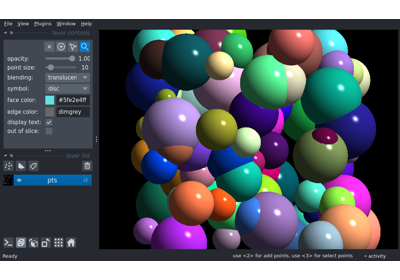 File View Plugins Window Help
layer controls
opacity: 1.00
point size: 10
blending: translucen
symbol: disc
face color: #5fe2e4ff
edge color: dimgrey
display text: ✓
out of slice:
layer list
pts
Ready use <2> for add points, use <3> for select points activity